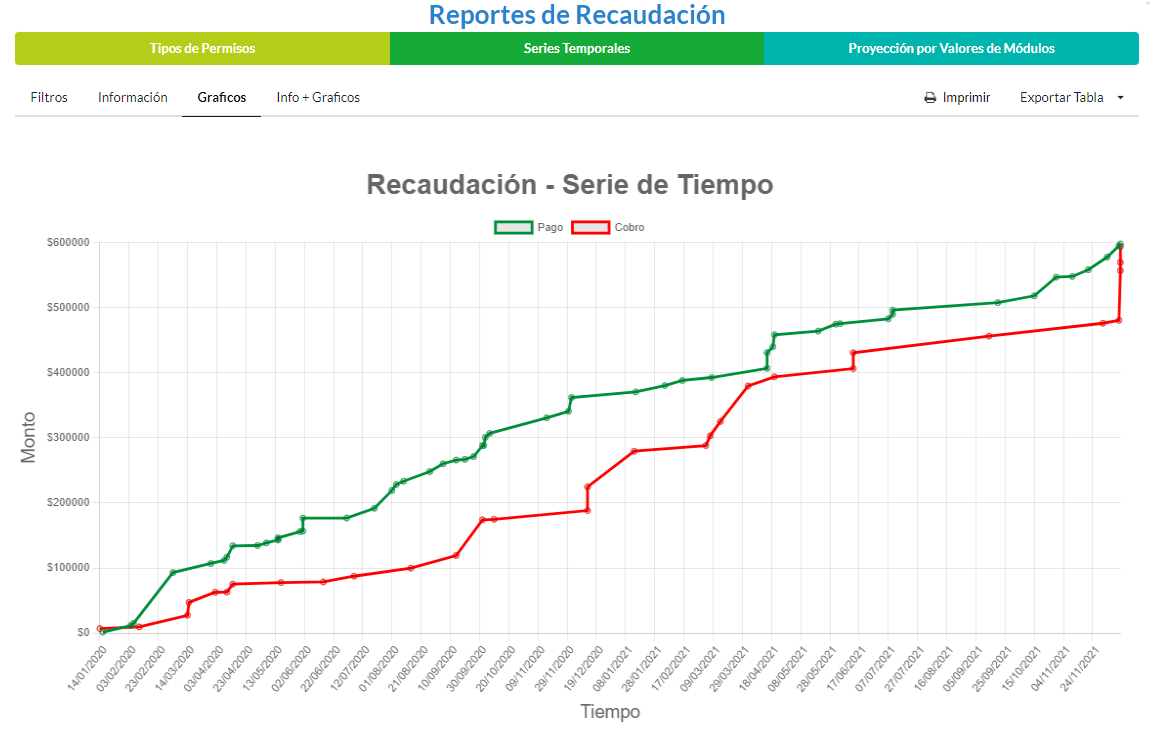 Reportes de Recaudación
Tipos de Permisos Series Temporales Proyección por Valores de Módulos
Filtros Información Graficos Info + Graficos Imprimir Exportar Tabla
Recaudación - Serie de Tiempo
Pago Cobro
$600000
$500000
$400000
$300000
$200000
$100000
$0
Monto
14/01/2020 03/02/2020 23/02/2020 14/03/2020 03/04/2020 23/04/2020 13/05/2020 02/06/2020 22/06/2020 12/07/2020 01/08/2020 21/08/2020 10/09/2020 30/09/2020 20/10/2020 09/11/2020 29/11/2020 19/12/2020 08/01/2021 28/01/2021 17/02/2021 09/03/2021 29/03/2021 18/04/2021 08/05/2021 28/05/2021 17/06/2021 07/07/2021 27/07/2021 16/08/2021 05/09/2021 25/09/2021 15/10/2021 04/11/2021 24/11/2021
Tiempo